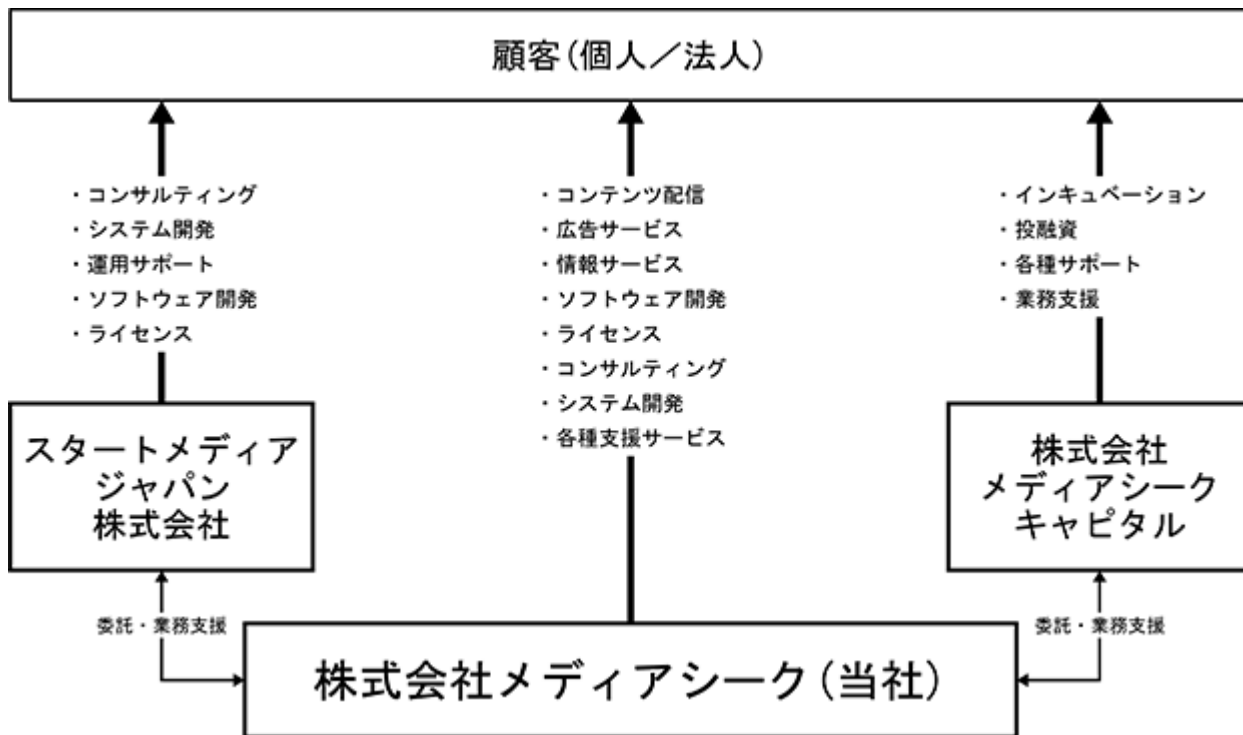 顧客(個人／法人)
・コンサルティング
・システム開発
・運用サポート
・ソフトウェア開発
・ライセンス
・コンテンツ配信
・広告サービス
・情報サービス
・ソフトウェア開発
・ライセンス
・コンサルティング
・システム開発
・各種支援サービス
・インキュベーション
・投融資
・各種サポート
・業務支援
スタートメディア
ジャパン
株式会社
株式会社
メディアシーク
キャピタル
委託・業務支援
委託・業務支援
株式会社メディアシーク(当社)